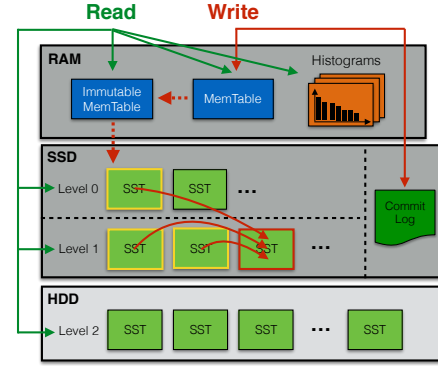 Read
Write
RAM
Histograms
Immutable
MemTable
MemTable
SSD
Level 0
SST
SST
...
Commit
Log
Level 1
SST
SST
SST
...
HDD
Level 2
SST
SST
SST
...
SST